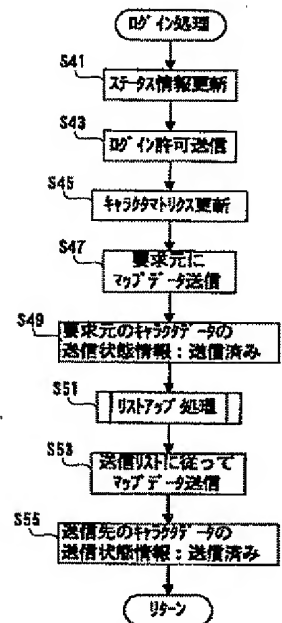 ログイン処理
S41
ステータス情報更新
S43
ログイン許可送信
S45
キャラクタマトリクス更新
S47
要求元に
マップデータ送信
S49
要求元のキャラクタデータの
送信状態情報：送信済み
S51
リストアップ処理
S53
送信リストに従って
マップデータ送信
S55
送信先のキャラクタデータの
送信状態情報：送信済み
リターン